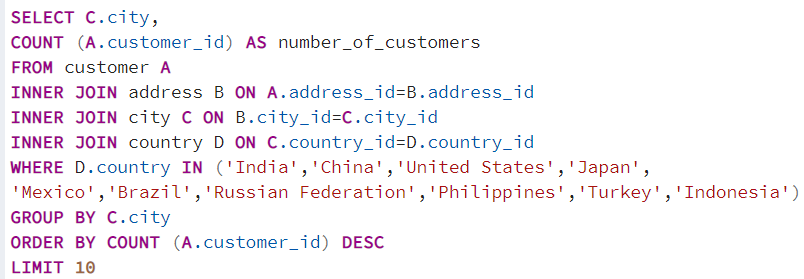 SELECT C.city,
COUNT (A.customer_id) AS number_of_customers
FROM customer A
INNER JOIN address B ON A.address_id=B.address_id
INNER JOIN city C ON B.city_id=C.city_id
INNER JOIN country D ON C.country_id=D.country_id
WHERE D.country IN ('India','China','United States','Japan',
'Mexico','Brazil','Russian Federation','Philippines','Turkey','Indonesia')
GROUP BY C.city
ORDER BY COUNT (A.customer_id) DESC
LIMIT 10